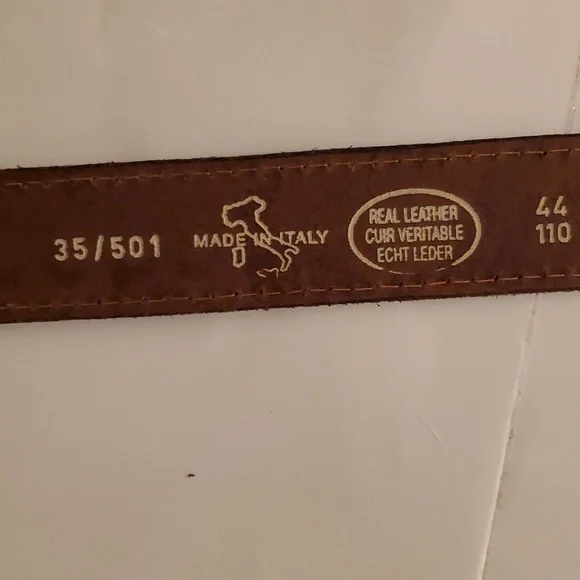 35/501
MADE IN ITALY
REAL LEATHER
CUIR VERITABLE
ECHT LEDER
44
110